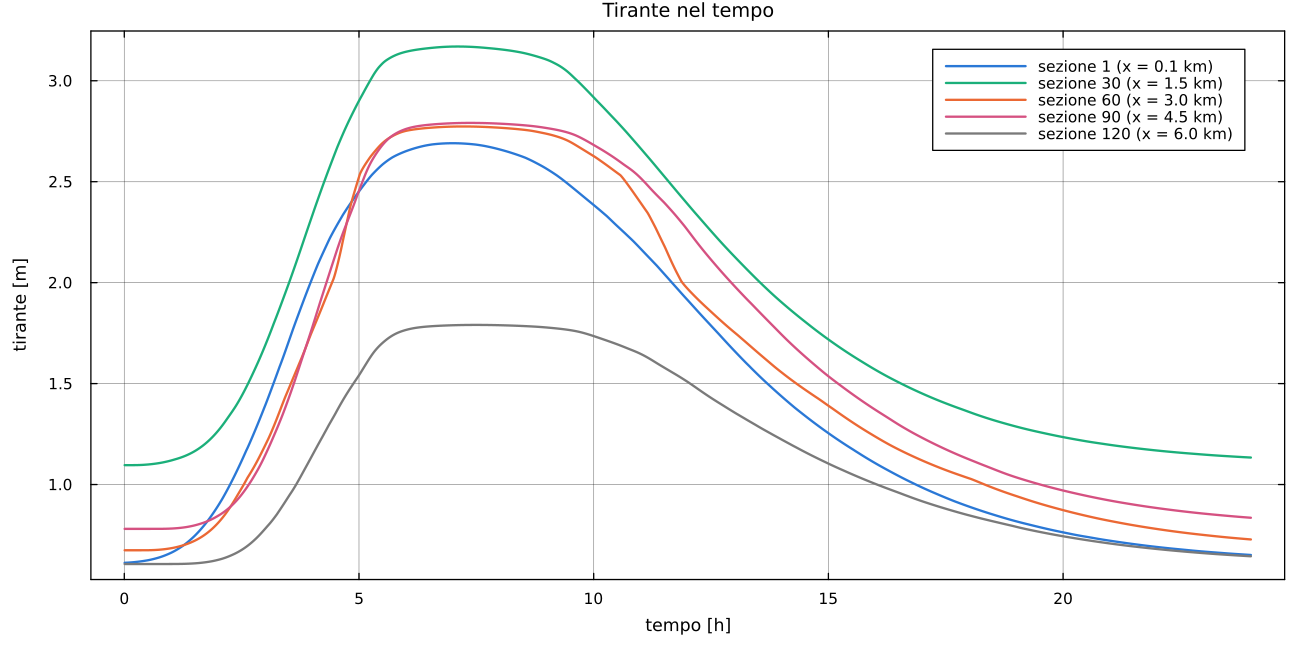 Tirante nel tempo
sezione 1 (x = 0.1 km)
sezione 30 (x = 1.5 km)
sezione 60 (x = 3.0 km)
sezione 90 (x = 4.5 km)
sezione 120 (x = 6.0 km)
tirante [m]
3.0
2.5
2.0
1.5
1.0
0
5
10
15
20
tempo [h]